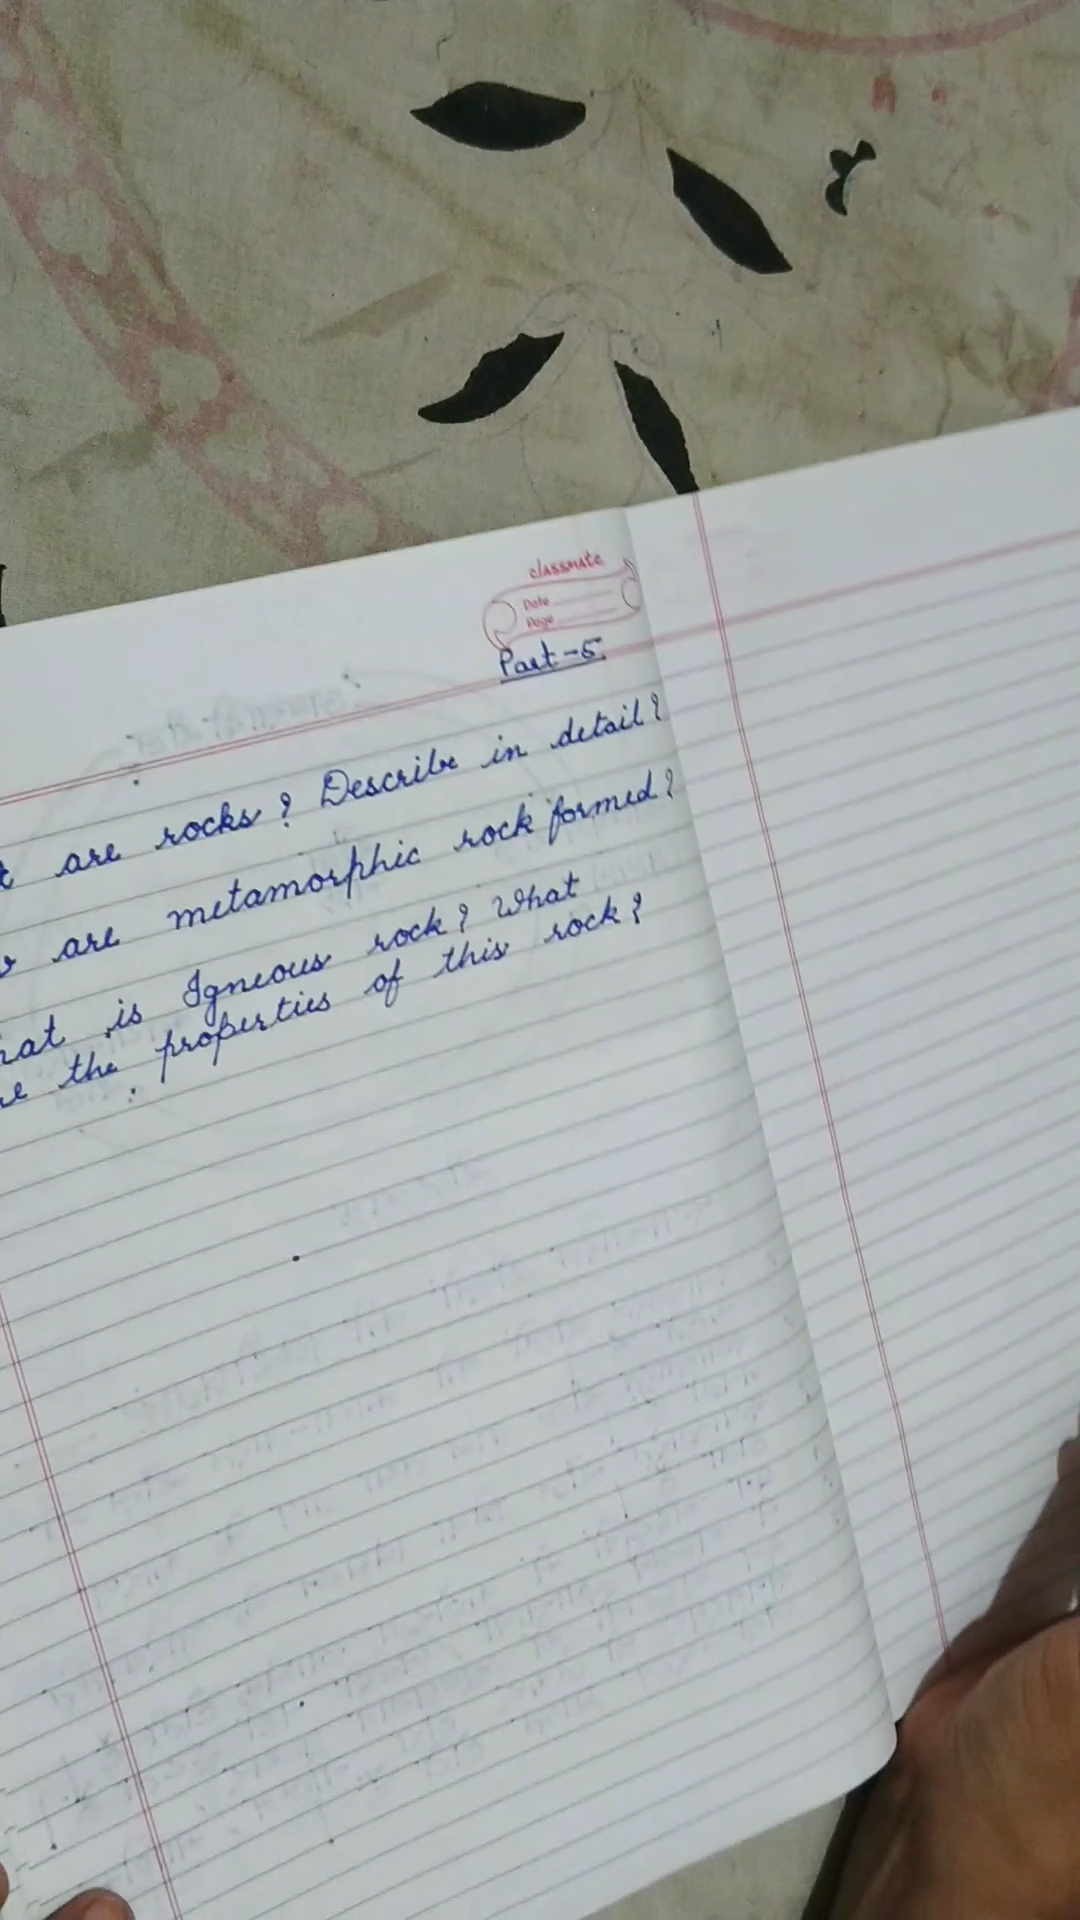 classmate
Date
Page
Part-5
are rocks? Describe in detail?
are metamorphic rock formed?
is Igneous rock? What
the properties of this rock?